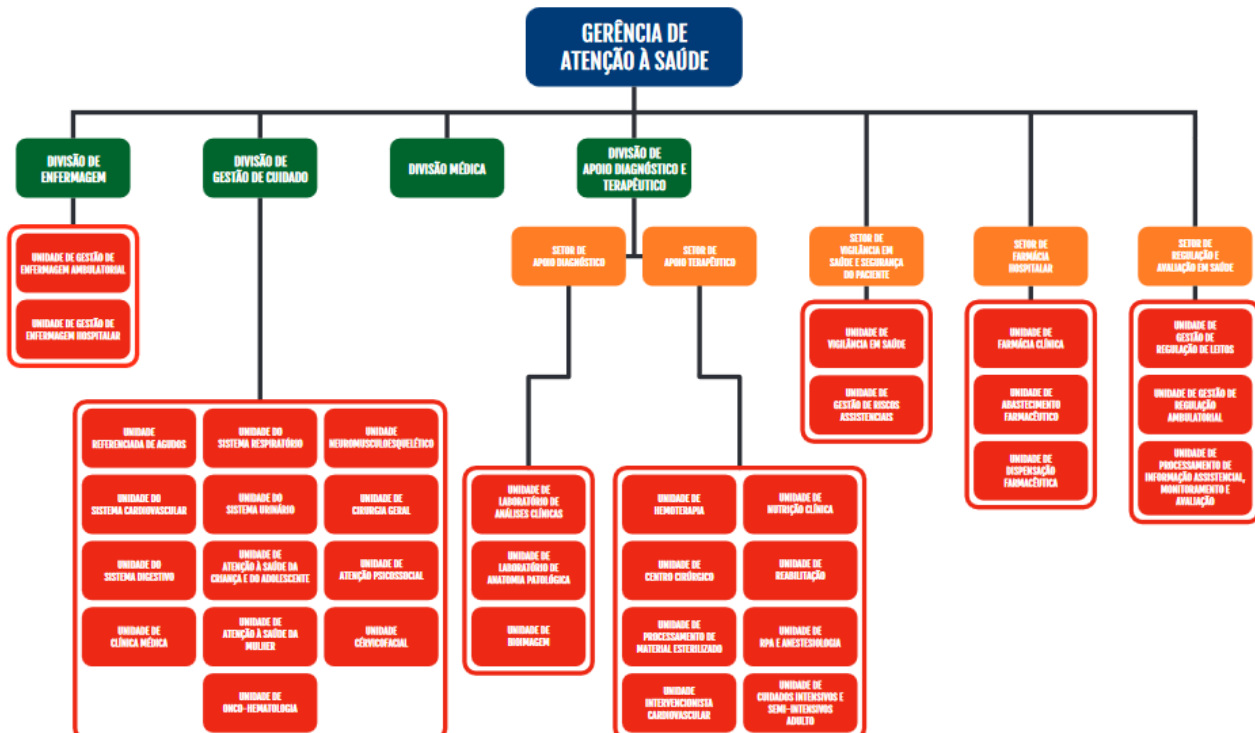 GERÊNCIA DE
ATENÇÃO À SAÚDE
DIVISÃO DE
ENFERMAGEM
DIVISÃO DE
GESTÃO DE CUIDADO
DIVISÃO MÉDICA
DIVISÃO DE
APOIO DIAGNÓSTICO E
TERAPÊUTICO
UNIDADE DE GESTÃO DE
ENFERMAGEM AMBULATORIAL
UNIDADE DE GESTÃO DE
ENFERMAGEM HOSPITALAR
SETOR DE
APOIO DIAGNÓSTICO
SETOR DE
APOIO TERAPÊUTICO
SETOR DE
VIGILÂNCIA EM
SAÚDE E SEGURANÇA
DO PACIENTE
SETOR DE
FARMÁCIA
HOSPITALAR
SETOR DE
REGULAÇÃO E
AVALIAÇÃO EM SAÚDE
UNIDADE DE
VIGILÂNCIA EM SAÚDE
UNIDADE DE
GESTÃO DE RISCOS
ASSISTENCIAIS
UNIDADE DE
FARMÁCIA CLÍNICA
UNIDADE DE
ABASTECIMENTO
FARMACÊUTICO
UNIDADE DE
DISPENSAÇÃO
FARMACÊUTICA
UNIDADE DE
GESTÃO DE
REGULAÇÃO DE LEITOS
UNIDADE DE GESTÃO DE
REGULAÇÃO
AMBULATORIAL
UNIDADE DE
PROCESSAMENTO DE
INFORMAÇÃO ASSISTENCIAL,
MONITORAMENTO E
AVALIAÇÃO
UNIDADE
REFERENCIADA DE AGUDOS
UNIDADE DO
SISTEMA RESPIRATÓRIO
UNIDADE
NEUROMUSCULOESQUELÉTICO
UNIDADE DO
SISTEMA CARDIOVASCULAR
UNIDADE DO
SISTEMA URINÁRIO
UNIDADE DE
CIRURGIA GERAL
UNIDADE DO
SISTEMA DIGESTIVO
UNIDADE DE
ATENÇÃO À SAÚDE DA
CRIANÇA E DO ADOLESCENTE
UNIDADE DE
ATENÇÃO PSICOSSOCIAL
UNIDADE DE
CLÍNICA MÉDICA
UNIDADE DE
ATENÇÃO À SAÚDE DA
MULHER
UNIDADE
CÉRVICOFACIAL
UNIDADE DE
ONCO-HEMATOLOGIA
UNIDADE DE
LABORATÓRIO DE
ANÁLISES CLÍNICAS
UNIDADE DE
LABORATÓRIO DE
ANATOMIA PATOLÓGICA
UNIDADE DE
BIOIMAGEM
UNIDADE DE
HEMOTERAPIA
UNIDADE DE
NUTRIÇÃO CLÍNICA
UNIDADE DE
CENTRO CIRÚRGICO
UNIDADE DE
REABILITAÇÃO
UNIDADE DE
PROCESSAMENTO DE
MATERIAL ESTERILIZADO
UNIDADE DE
RPA E ANESTESIOLOGIA
UNIDADE
INTERVENCIONISTA
CARDIOVASCULAR
UNIDADE DE
CUIDADOS INTENSIVOS E
SEMI-INTENSIVOS
ADULTO